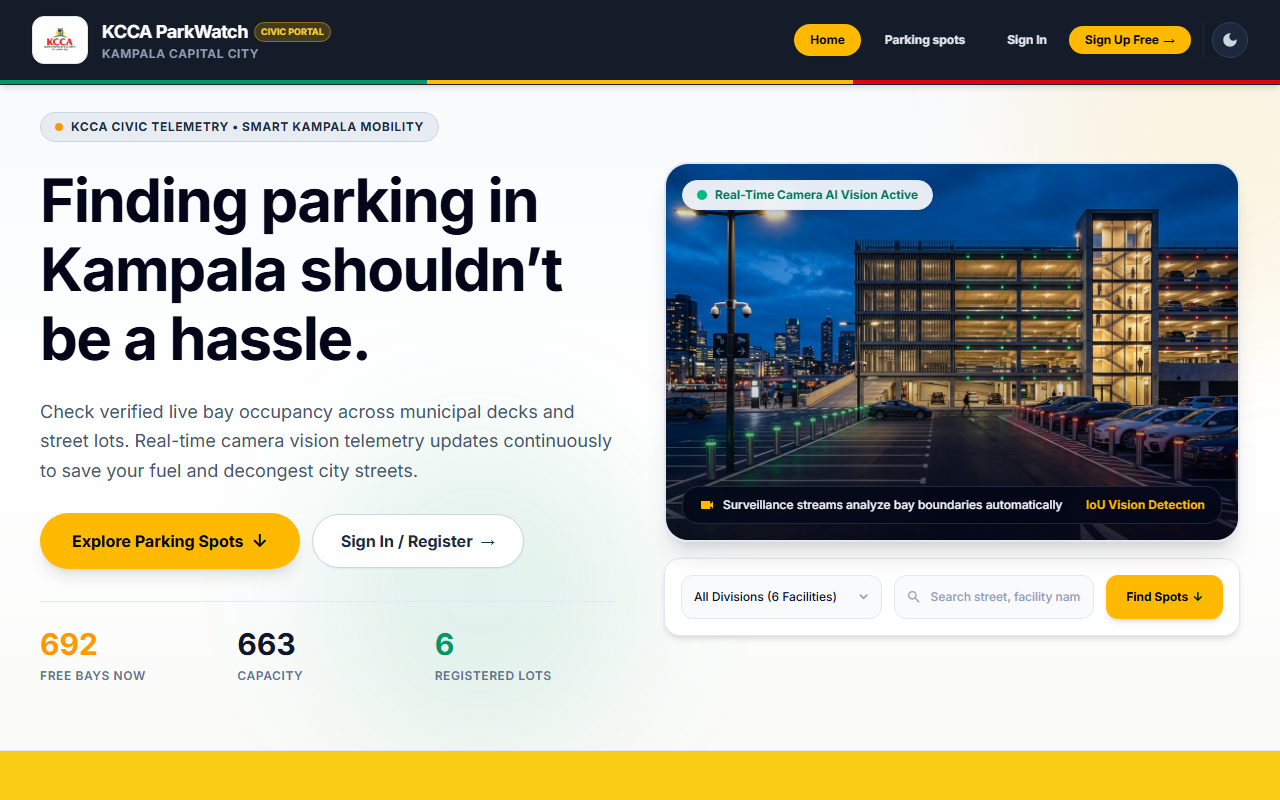 KCCA
KCCA ParkWatch
CIVIC PORTAL
KAMPALA CAPITAL CITY
Home
Parking spots
Sign In
Sign Up Free →
KCCA CIVIC TELEMETRY • SMART KAMPALA MOBILITY
Finding parking in
Kampala shouldn’t
be a hassle.
Check verified live bay occupancy across municipal decks and
street lots. Real-time camera vision telemetry updates continuously
to save your fuel and decongest city streets.
Explore Parking Spots ↓
Sign In / Register →
692
FREE BAYS NOW
663
CAPACITY
6
REGISTERED LOTS
Real-Time Camera AI Vision Active
Surveillance streams analyze bay boundaries automatically
IoU Vision Detection
All Divisions (6 Facilities)
Search street, facility nam
Find Spots ↓